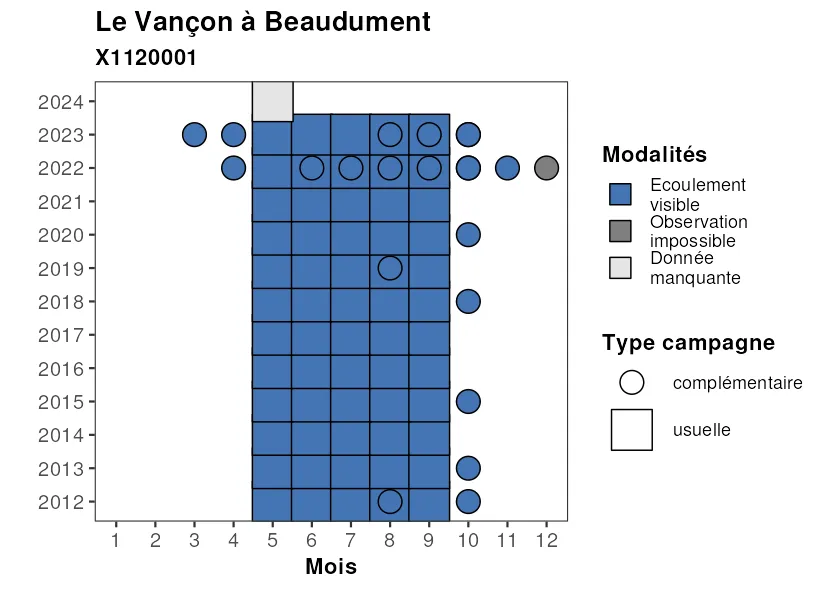 Le Vançon à Beaudument
X1120001
2024
2023
2022
2021
2020
2019
2018
2017
2016
2015
2014
2013
2012
1 2 3 4 5 6 7 8 9 10 11 12
Mois
Modalités
Ecoulement
visible
Observation
impossible
Donnée
manquante
Type campagne
complémentaire
usuelle